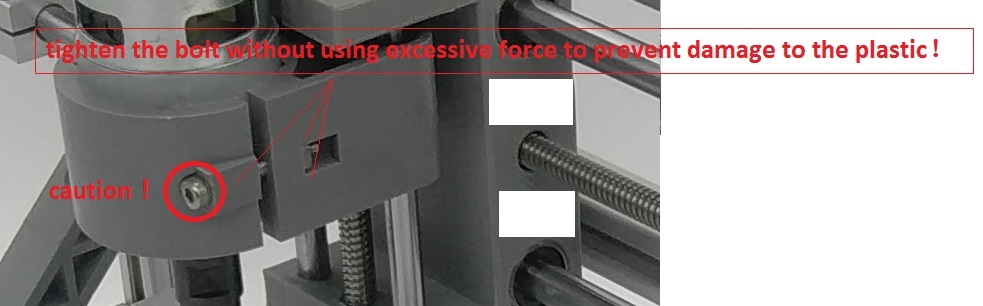 tighten the bolt without using excessive force to prevent damage to the plastic!
caution !